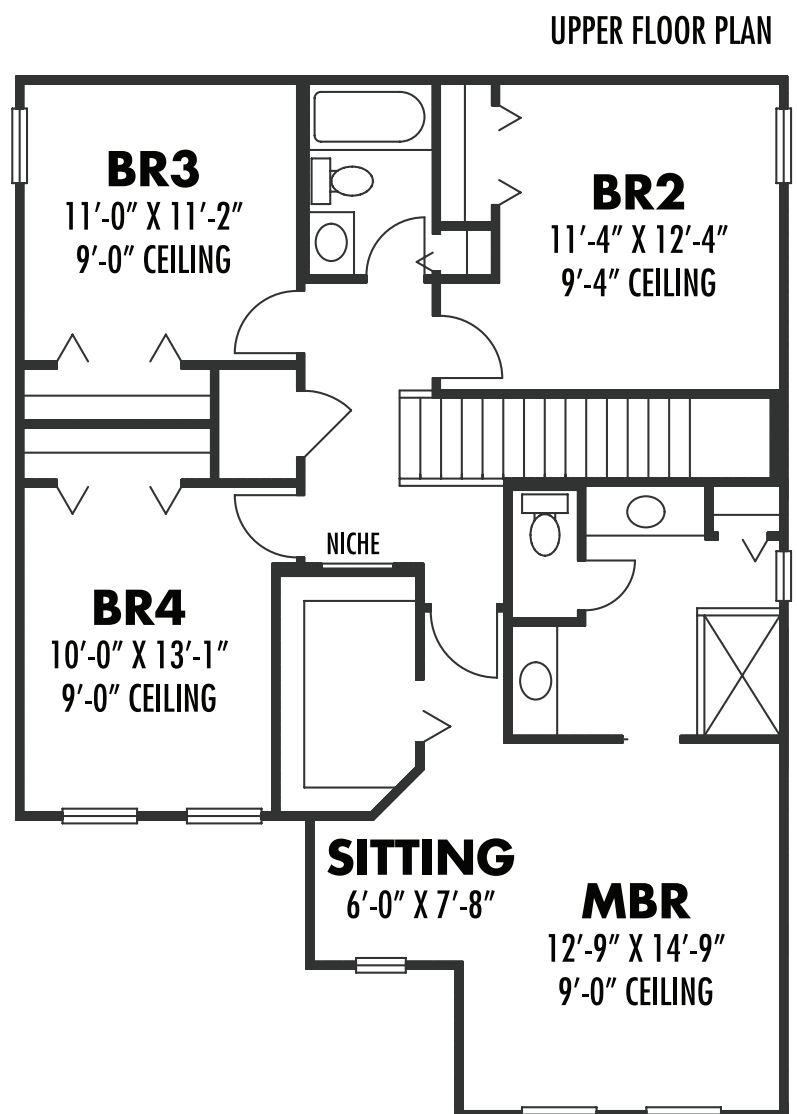 UPPER FLOOR PLAN
BR3
11’-0” X 11’-2”
9’-0” CEILING
BR2
11’-4” X 12’-4”
9’-4” CEILING
NICHE
BR4
10’-0” X 13’-1”
9’-0” CEILING
SITTING
6’-0” X 7’-8”
MBR
12’-9” X 14’-9”
9’-0” CEILING